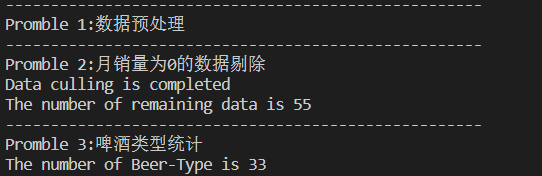 ------------------------------------------------------
Promble 1:数据预处理
------------------------------------------------------
Promble 2:月销量为0的数据剔除
Data culling is completed
The number of remaining data is 55
------------------------------------------------------
Promble 3:啤酒类型统计
The number of Beer-Type is 33